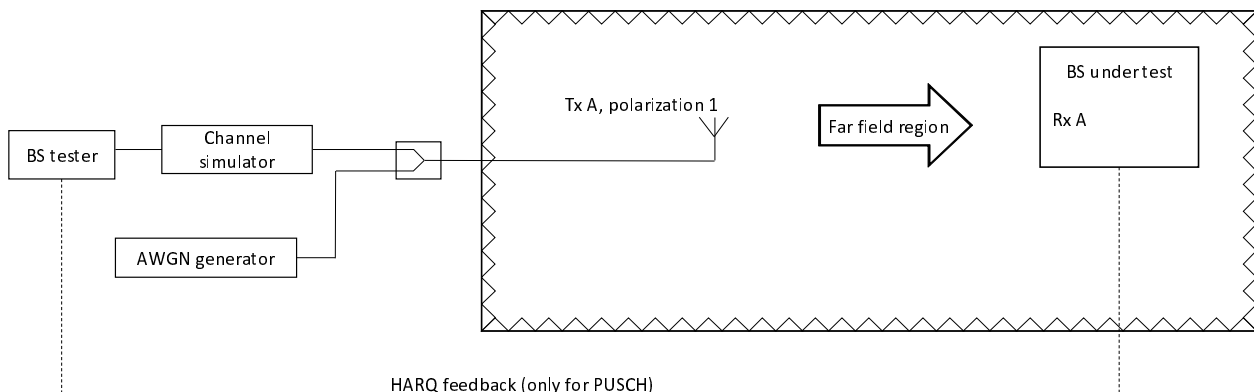 Tx A, polarization 1
BS under test
Rx A
Far field region
BS tester
Channel
simulator
AWGN generator
HARQ feedback (only for PUSCH)